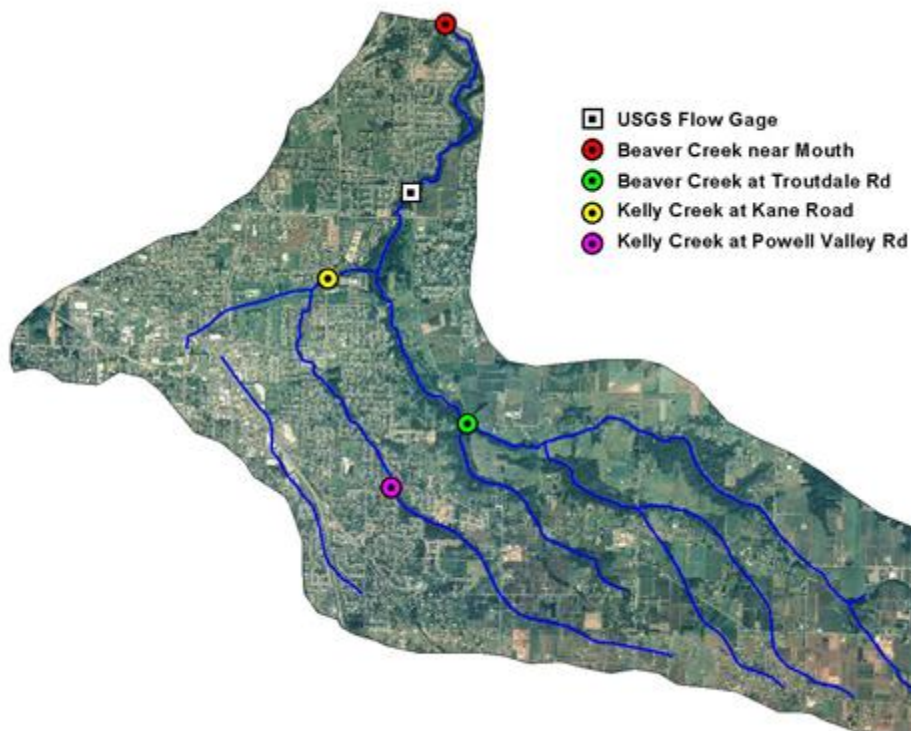 USGS Flow Gage
Beaver Creek near Mouth
Beaver Creek at Troutdale Rd
Kelly Creek at Kane Road
Kelly Creek at Powell Valley Rd